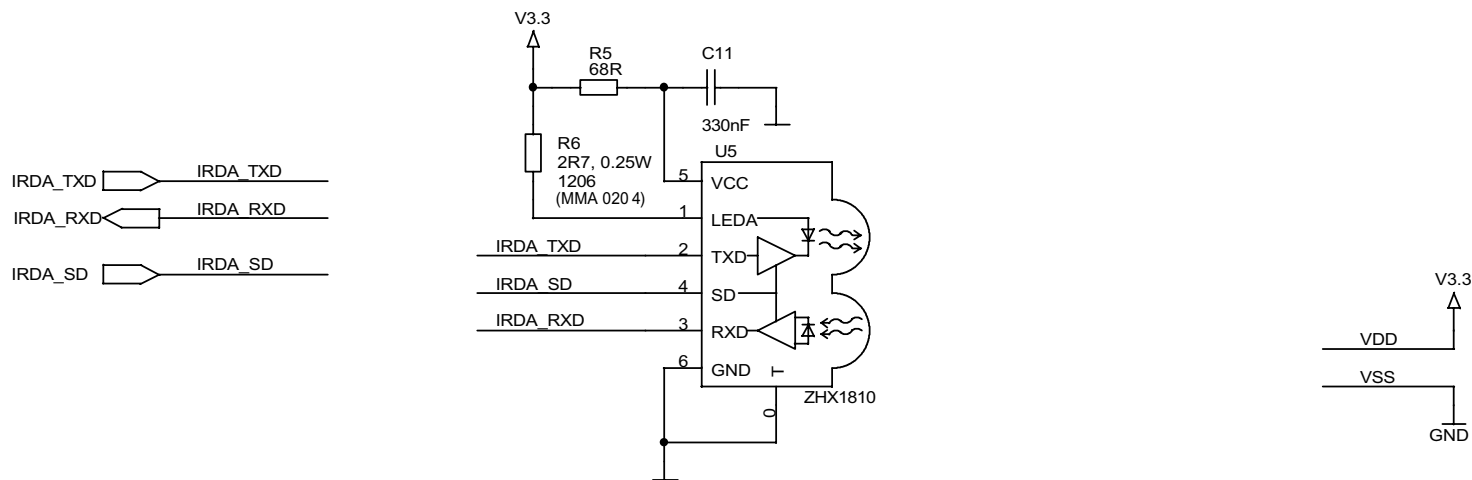 V3.3
R5
68R
C11
330nF
R6
2R7, 0.25W
1206
(MMA 020 4)
U5
IRDA_TXD
IRDA_TXD
IRDA_RXD
IRDA_RXD
IRDA_SD
IRDA_SD
5
VCC
1
LEDA
IRDA_TXD
2
TXD
IRDA_SD
4
SD
IRDA_RXD
3
RXD
6
GND
T
0
ZHX1810
V3.3
VDD
VSS
GND